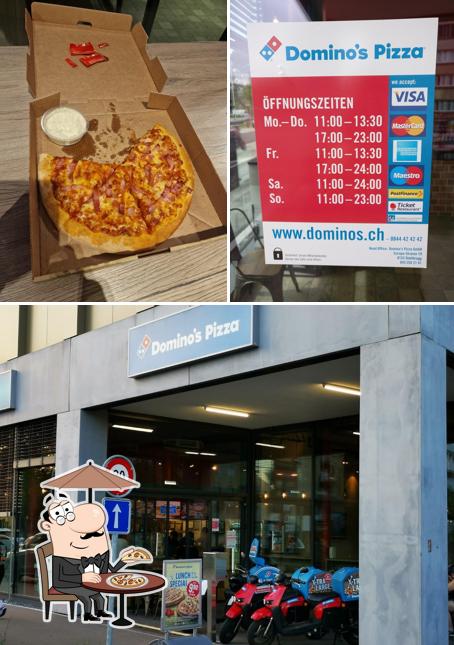 Domino's Pizza
we accept:
ÖFFNUNGSZEITEN
VISA
Mo.–Do. 11:00–13:30
MasterCard
17:00–23:00
Fr. 11:00–13:30
17:00–24:00
Maestro
Sa. 11:00–24:00
PostFinance
So. 11:00–23:00
Ticket Restaurant
www.dominos.ch 0844 42 42 42
Domino's Pizza
LUNCH
SPECIAL
X-TRA
LARGE